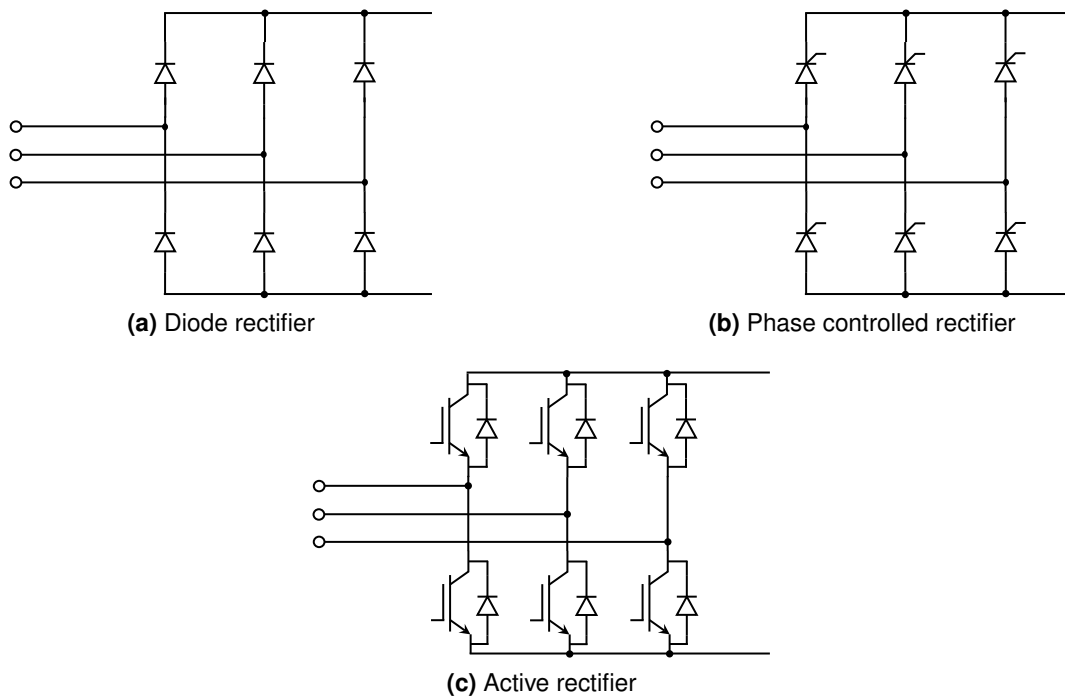 (a) Diode rectifier
(b) Phase controlled rectifier
(c) Active rectifier